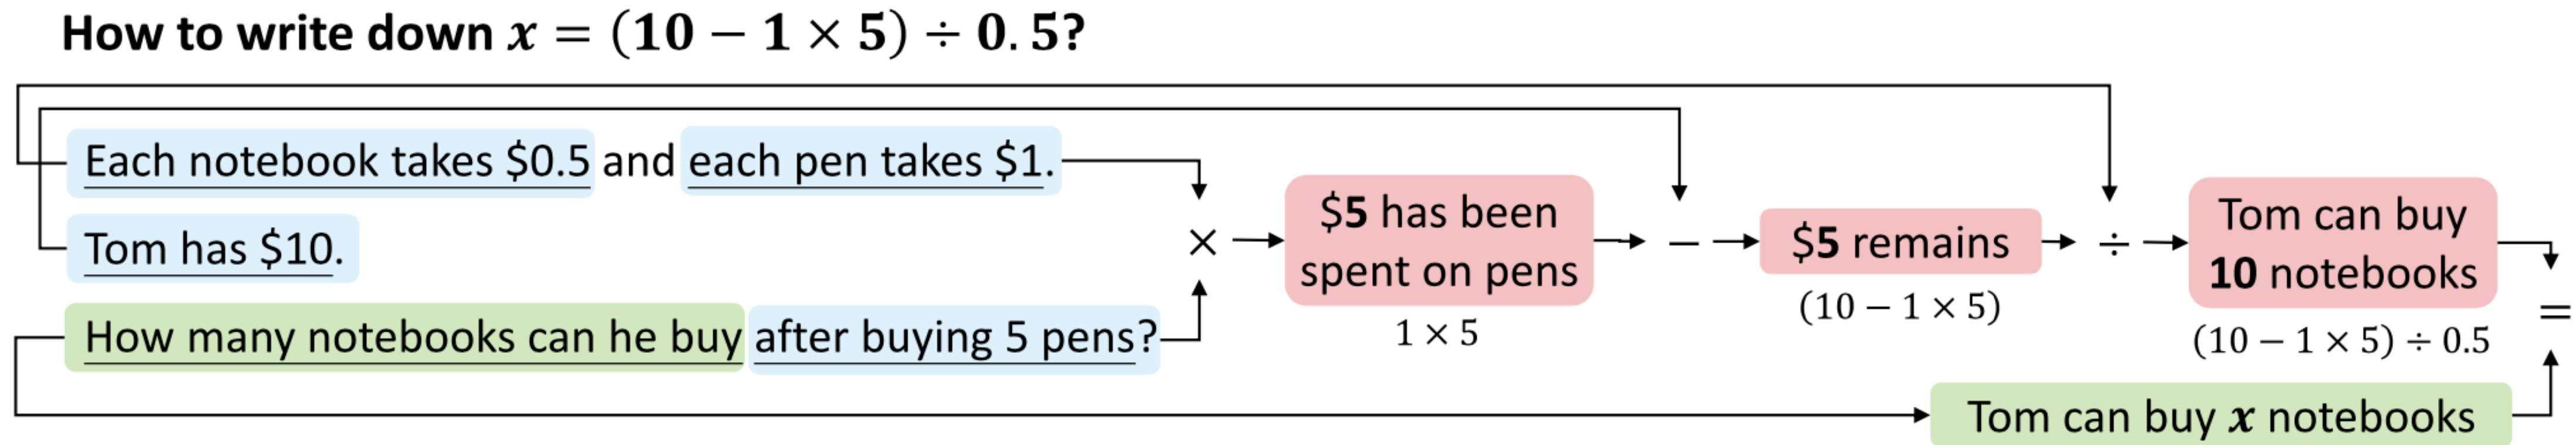 How to write down x = (10 − 1 × 5) ÷ 0.5?
Each notebook takes $0.5 and each pen takes $1.
Tom has $10.
How many notebooks can he buy after buying 5 pens?
×
$5 has been
spent on pens
1 × 5
−
$5 remains
(10 − 1 × 5)
÷
Tom can buy
10 notebooks
(10 − 1 × 5) ÷ 0.5
=
Tom can buy x notebooks